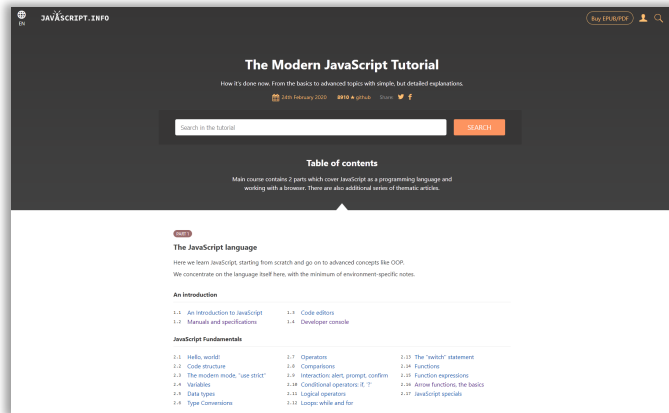 EN
JAVASCRIPT.INFO
Buy EPUB/PDF
The Modern JavaScript Tutorial
How it's done now. From the basics to advanced topics with simple, but detailed explanations.
24th February 2020 8910 ★ github Share
Search in the tutorial
SEARCH
Table of contents
Main course contains 2 parts which cover JavaScript as a programming language and
working with a browser. There are also additional series of thematic articles.
PART 1
The JavaScript language
Here we learn JavaScript, starting from scratch and go on to advanced concepts like OOP.
We concentrate on the language itself here, with the minimum of environment-specific notes.
An introduction
1.1 An Introduction to JavaScript
1.2 Manuals and specifications
1.3 Code editors
1.4 Developer console
JavaScript Fundamentals
2.1 Hello, world!
2.2 Code structure
2.3 The modern mode, "use strict"
2.4 Variables
2.5 Data types
2.6 Type Conversions
2.7 Operators
2.8 Comparisons
2.9 Interaction: alert, prompt, confirm
2.10 Conditional operators: if, '?'
2.11 Logical operators
2.12 Loops: while and for
2.13 The "switch" statement
2.14 Functions
2.15 Function expressions
2.16 Arrow functions, the basics
2.17 JavaScript specials